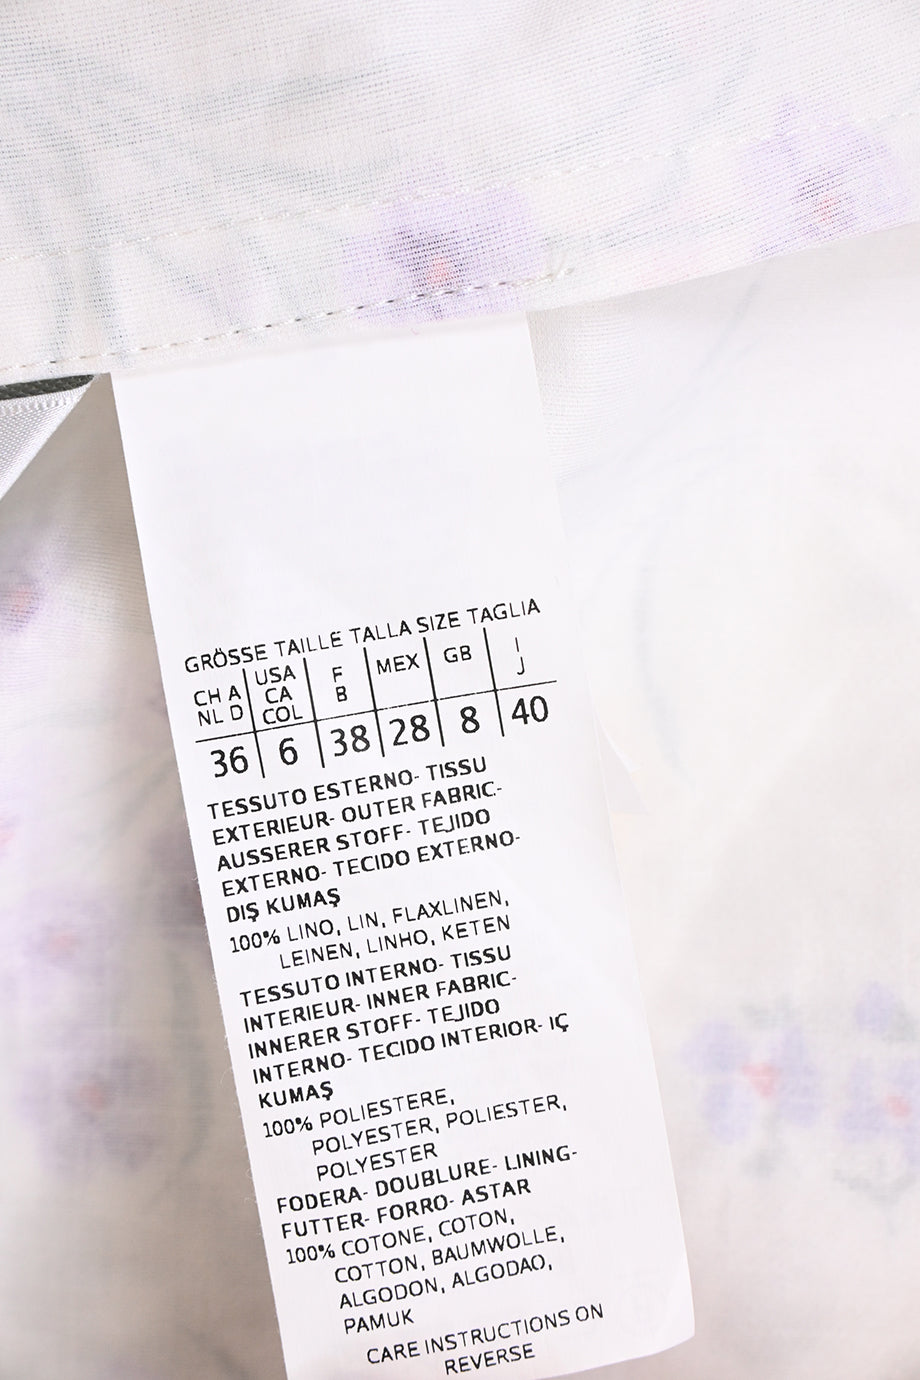 GRÖSSE TAILLE TALLA SIZE TAGLIA
CH A NL D
USA CA COL
F B
MEX
GB
I J
36 6 38 28 8 40
TESSUTO ESTERNO- TISSU
EXTERIEUR- OUTER FABRIC-
AUSSERER STOFF- TEJIDO
EXTERNO- TECIDO EXTERNO-
DIŞ KUMAŞ
100% LINO, LIN, FLAXLINEN,
LEINEN, LINHO, KETEN
TESSUTO INTERNO- TISSU
INTERIEUR- INNER FABRIC-
INNERER STOFF- TEJIDO
INTERNO- TECIDO INTERIOR- IÇ
KUMAŞ
100% POLIESTERE,
POLYESTER, POLIESTER,
POLYESTER
FODERA- DOUBLURE- LINING-
FUTTER- FORRO- ASTAR
100% COTONE, COTON,
COTTON, BAUMWOLLE,
ALGODON, ALGODAO,
PAMUK
CARE INSTRUCTIONS ON
REVERSE